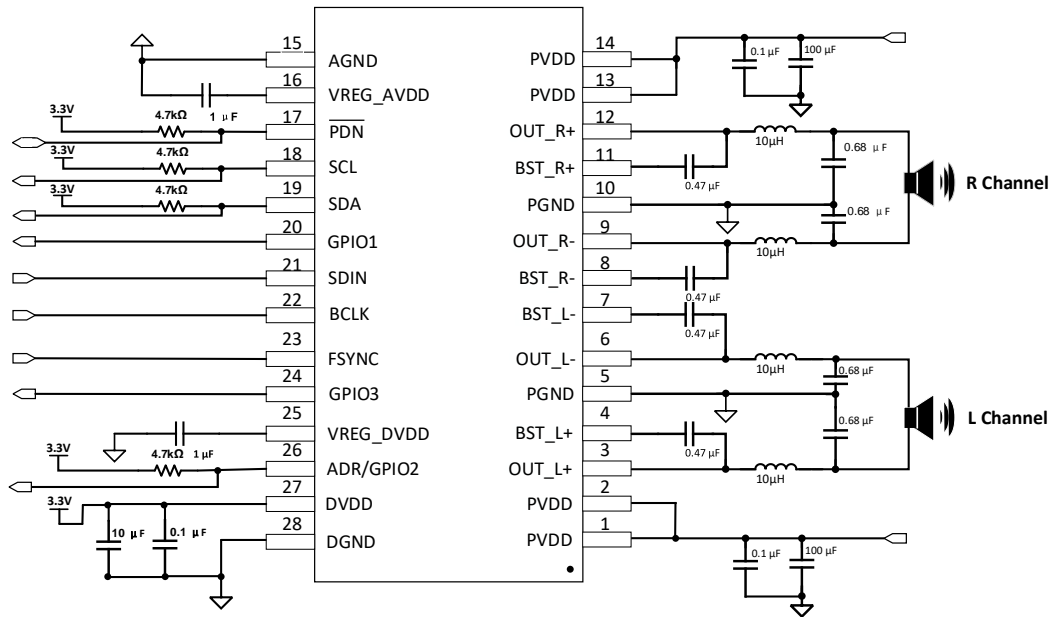 15
AGND
16
VREG_AVDD
1 μF
3.3V
4.7kΩ
17
PDN
3.3V
4.7kΩ
18
SCL
3.3V
4.7kΩ
19
SDA
20
GPIO1
21
SDIN
22
BCLK
23
FSYNC
24
GPIO3
25
VREG_DVDD
1 μF
3.3V
4.7kΩ
26
ADR/GPIO2
3.3V
27
DVDD
10 μF
0.1 μF
28
DGND
14
PVDD
0.1 μF
100 μF
13
PVDD
12
OUT_R+
10μH
11
BST_R+
0.47 μF
0.68 μF
10
PGND
R Channel
0.68 μF
9
OUT_R-
10μH
8
BST_R-
0.47 μF
7
BST_L-
0.47 μF
6
OUT_L-
10μH
0.68 μF
5
PGND
L Channel
4
BST_L+
0.47 μF
0.68 μF
3
OUT_L+
10μH
2
PVDD
1
PVDD
0.1 μF
100 μF